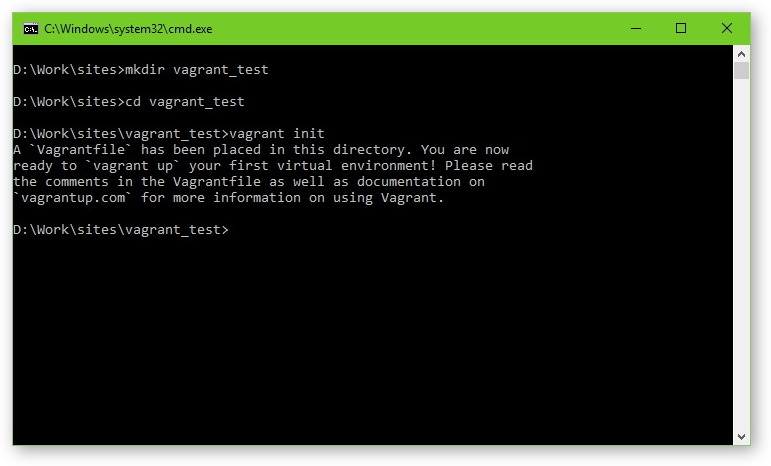 C:\Windows\system32\cmd.exe
D:\Work\sites>mkdir vagrant_test
D:\Work\sites>cd vagrant_test
D:\Work\sites\vagrant_test>vagrant init
A `Vagrantfile` has been placed in this directory. You are now
ready to `vagrant up` your first virtual environment! Please read
the comments in the Vagrantfile as well as documentation on
`vagrantup.com` for more information on using Vagrant.
D:\Work\sites\vagrant_test>